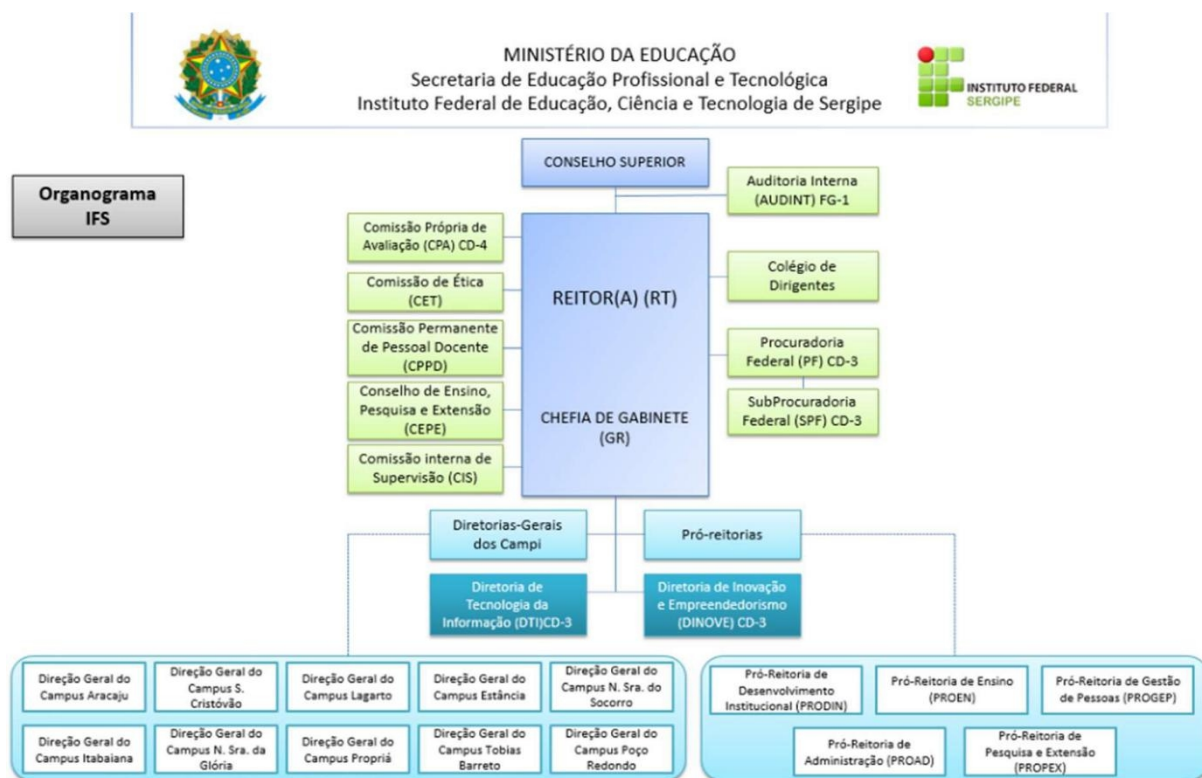 MINISTÉRIO DA EDUCAÇÃO
Secretaria de Educação Profissional e Tecnológica
Instituto Federal de Educação, Ciência e Tecnologia de Sergipe
INSTITUTO FEDERAL
SERGIPE
Organograma
IFS
CONSELHO SUPERIOR
Auditoria Interna
(AUDINT) FG-1
Comissão Própria de
Avaliação (CPA) CD-4
Comissão de Ética
(CET)
Comissão Permanente
de Pessoal Docente
(CPPD)
Conselho de Ensino,
Pesquisa e Extensão
(CEPE)
Comissão interna de
Supervisão (CIS)
REITOR(A) (RT)
CHEFIA DE GABINETE
(GR)
Colégio de
Dirigentes
Procuradoria
Federal (PF) CD-3
SubProcuradoria
Federal (SPF) CD-3
Diretorias-Gerais
dos Campi
Pró-reitorias
Diretoria de
Tecnologia da
Informação (DTI)CD-3
Diretoria de Inovação
e Empreendedorismo
(DINOVE) CD-3
Direção Geral do
Campus Aracaju
Direção Geral do
Campus S.
Cristóvão
Direção Geral do
Campus Lagarto
Direção Geral do
Campus Estância
Direção Geral do
Campus N. Sra. do
Socorro
Direção Geral do
Campus Itabaiana
Direção Geral do
Campus N. Sra. da
Glória
Direção Geral do
Campus Propriá
Direção Geral do
Campus Tobias
Barreto
Direção Geral do
Campus Poço
Redondo
Pró-Reitoria de
Desenvolvimento
Institucional (PRODIN)
Pró-Reitoria de Ensino
(PROEN)
Pró-Reitoria de Gestão
de Pessoas (PROGEP)
Pró-Reitoria de
Administração (PROAD)
Pró-Reitoria de
Pesquisa e Extensão
(PROPEX)